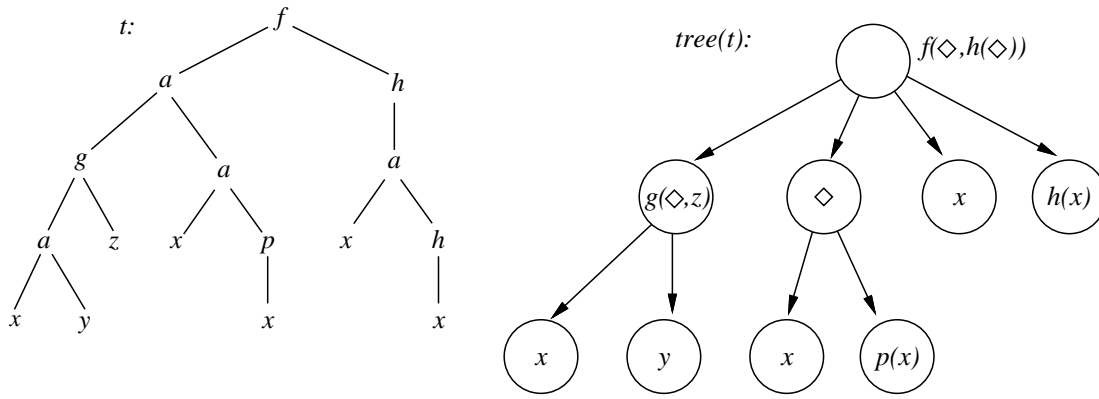 t:
f
tree(t):
f(◇,h(◇))
a h
g a a
g(◇,z) ◇ x h(x)
a z x p x h
x y x x
x y x p(x)